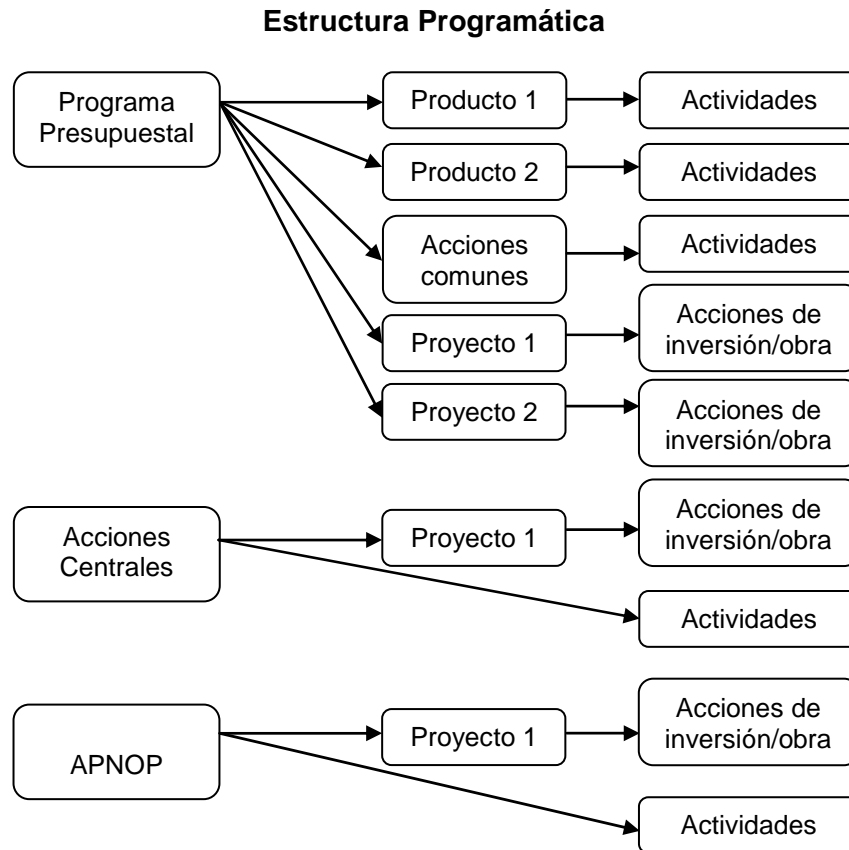 Estructura Programática
Programa
Presupuestal
Producto 1
Actividades
Producto 2
Actividades
Acciones
comunes
Actividades
Proyecto 1
Acciones de
inversión/obra
Proyecto 2
Acciones de
inversión/obra
Acciones
Centrales
Proyecto 1
Acciones de
inversión/obra
Actividades
APNOP
Proyecto 1
Acciones de
inversión/obra
Actividades